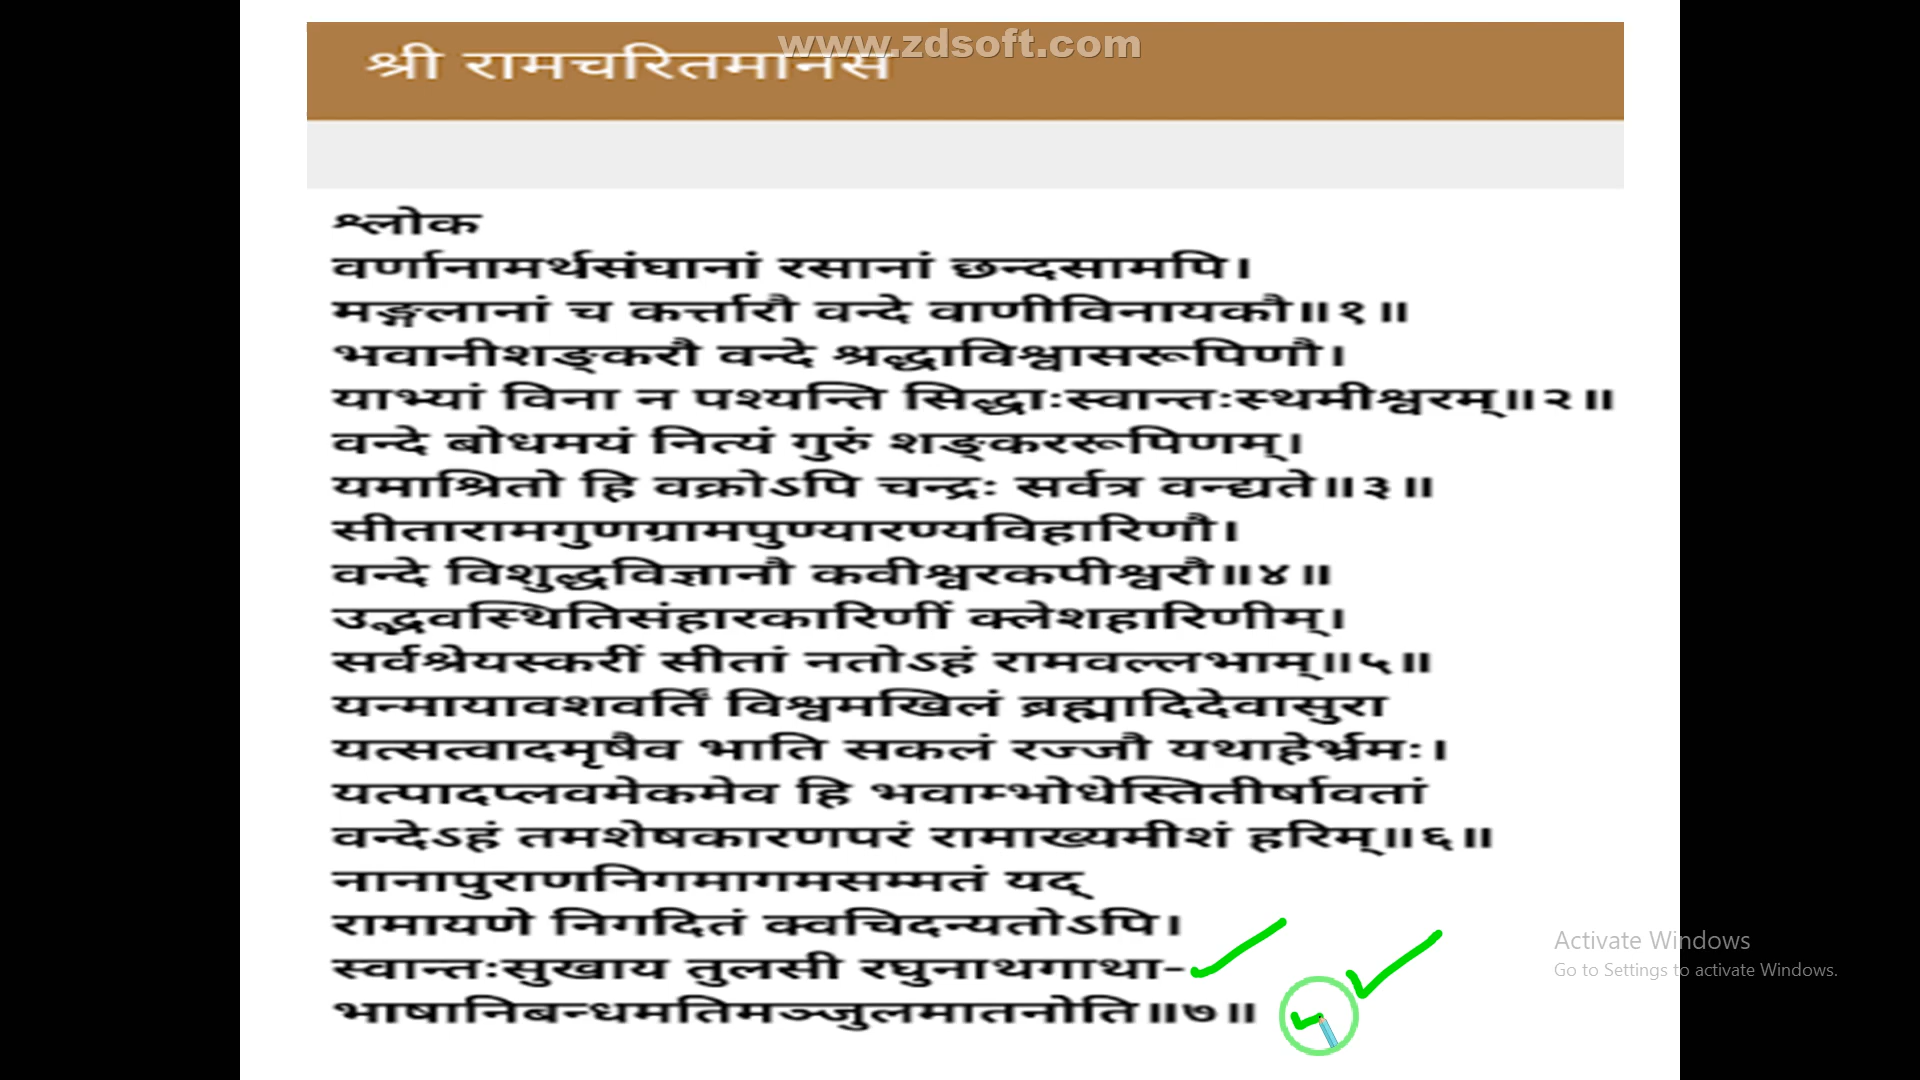 www.zdsoft.com
श्री रामचरितमानस
श्लोक
वर्णानामर्थसंघानां रसानां छन्दसामपि।
मङ्गलानां च कर्त्तारौ वन्दे वाणीविनायकौ॥१॥
भवानीशङ्करौ वन्दे श्रद्धाविश्वासरूपिणौ।
याभ्यां विना न पश्यन्ति सिद्धाःस्वान्तःस्थमीश्वरम्॥२॥
वन्दे बोधमयं नित्यं गुरुं शङ्कररूपिणम्।
यमाश्रितो हि वक्रोऽपि चन्द्रः सर्वत्र वन्द्यते॥३॥
सीतारामगुणग्रामपुण्यारण्यविहारिणौ।
वन्दे विशुद्धविज्ञानौ कवीश्वरकपीश्वरौ॥४॥
उद्भवस्थितिसंहारकारिणीं क्लेशहारिणीम्।
सर्वश्रेयस्करीं सीतां नतोऽहं रामवल्लभाम्॥५॥
यन्मायावशवर्तिं विश्वमखिलं ब्रह्मादिदेवासुरा
यत्सत्वादमृषैव भाति सकलं रज्जौ यथाहेर्भ्रमः।
यत्पादप्लवमेकमेव हि भवाम्भोधेस्तितीर्षावतां
वन्देऽहं तमशेषकारणपरं रामाख्यमीशं हरिम्॥६॥
नानापुराणनिगमागमसम्मतं यद्
रामायणे निगदितं क्वचिदन्यतोऽपि।
स्वान्तःसुखाय तुलसी रघुनाथगाथा-
भाषानिबन्धमतिमञ्जुलमातनोति॥७॥
Activate Windows
Go to Settings to activate Windows.